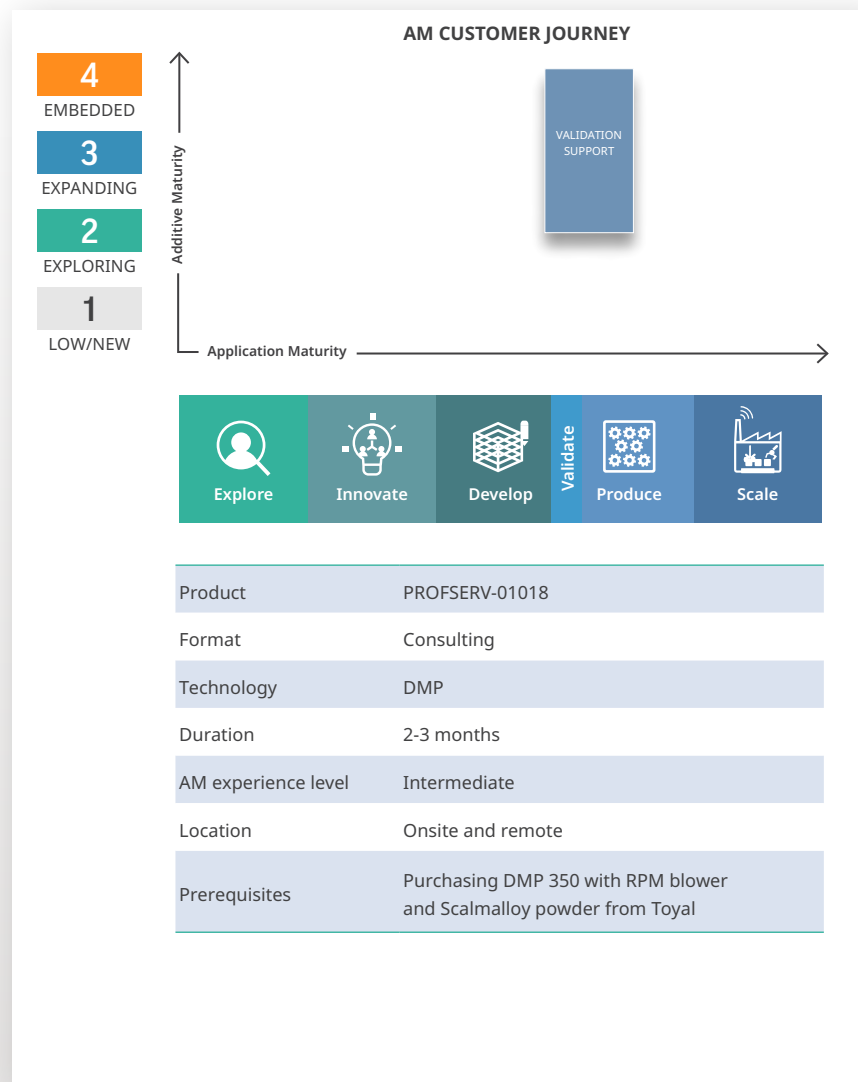 AM CUSTOMER JOURNEY
4
EMBEDDED
3
EXPANDING
2
EXPLORING
1
LOW/NEW
Additive Maturity
VALIDATION
SUPPORT
Application Maturity
Explore
Innovate
Develop
Validate
Produce
Scale
Product PROFSERV-01018
Format Consulting
Technology DMP
Duration 2-3 months
AM experience level Intermediate
Location Onsite and remote
Prerequisites Purchasing DMP 350 with RPM blower
and Scalmalloy powder from Toyal